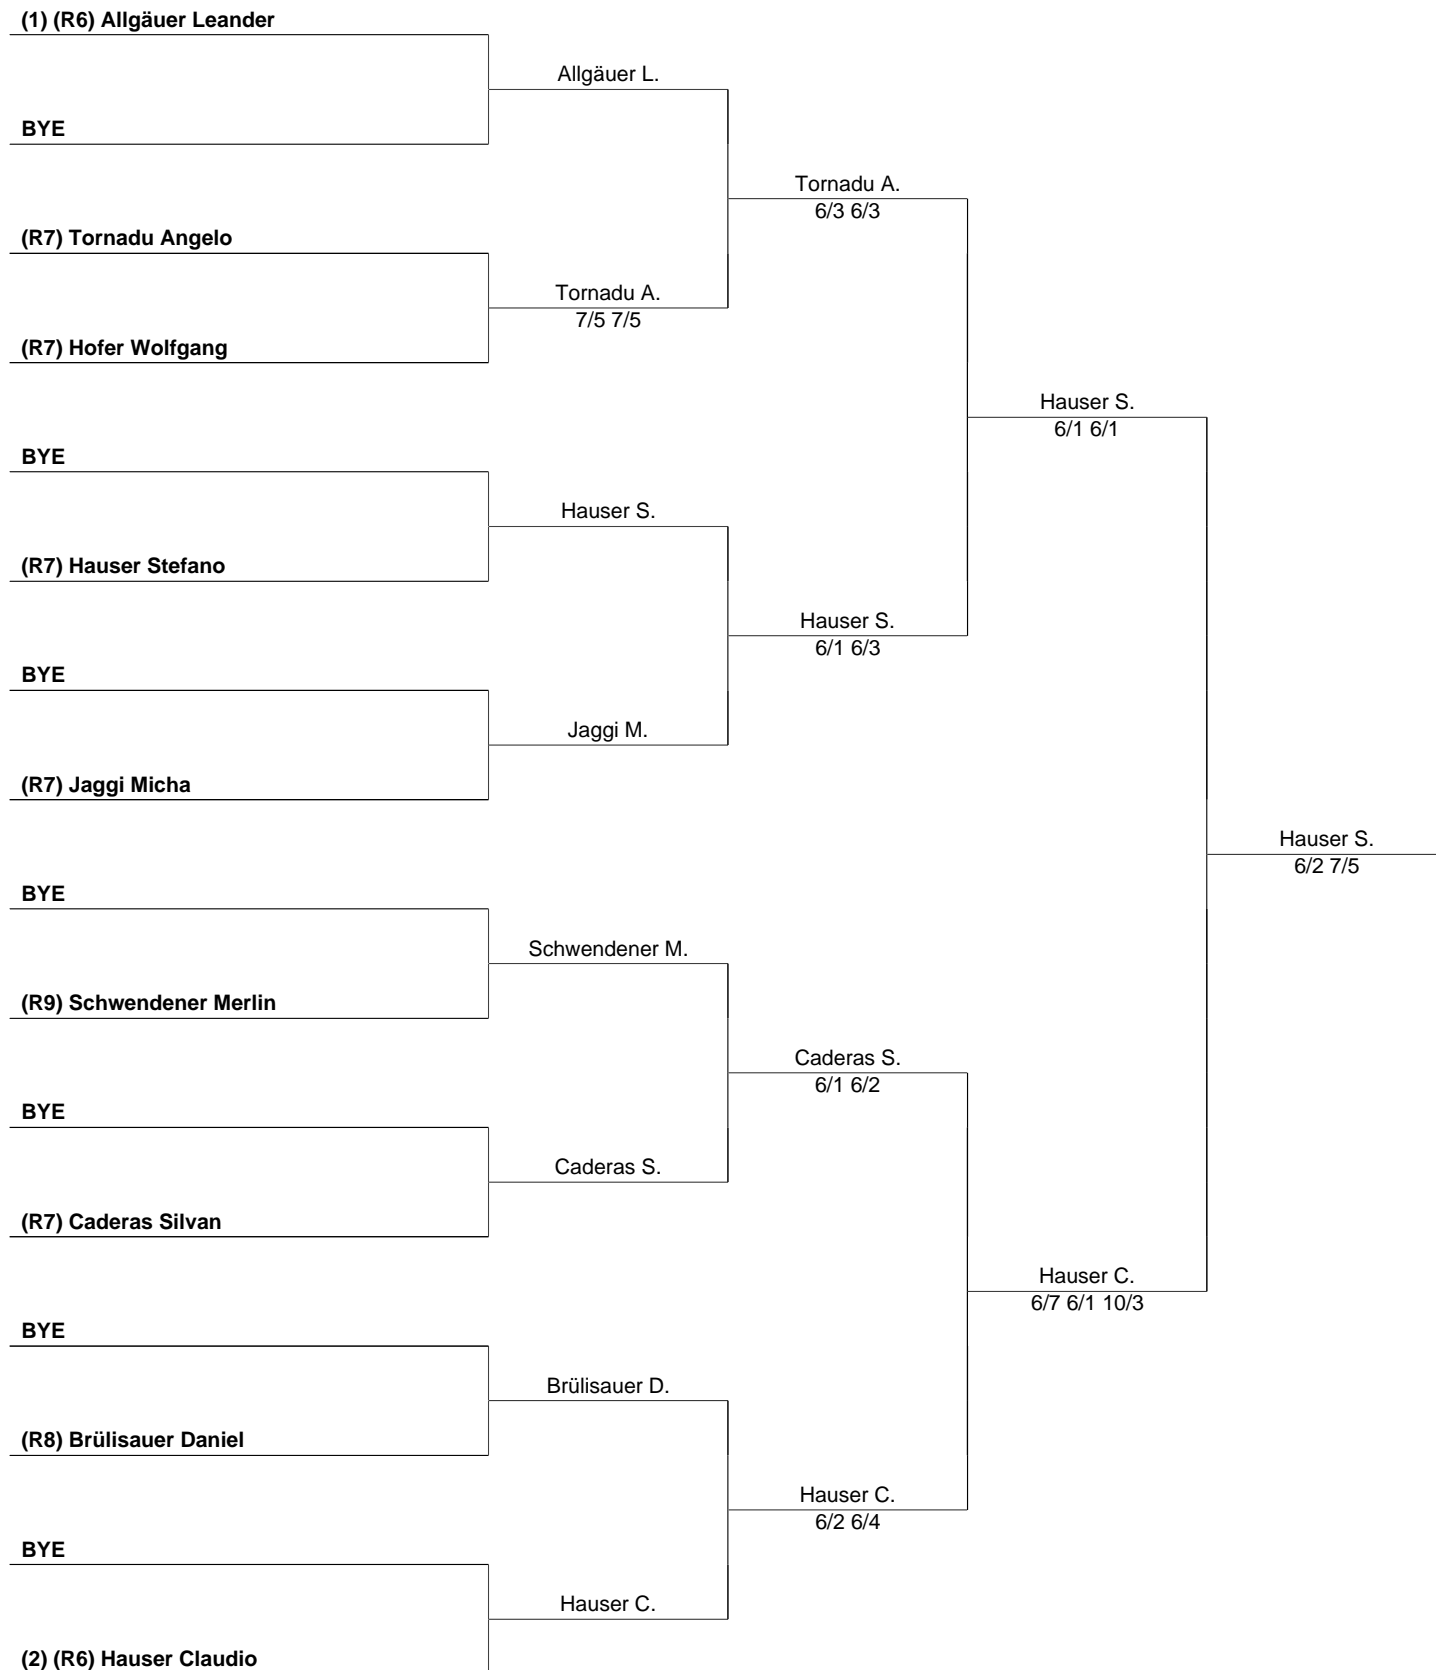 (1) (R6) Allgäuer Leander
Allgäuer L.
BYE
Tornadu A.
6/3 6/3
(R7) Tornadu Angelo
Tornadu A.
7/5 7/5
(R7) Hofer Wolfgang
Hauser S.
6/1 6/1
BYE
Hauser S.
(R7) Hauser Stefano
Hauser S.
6/1 6/3
BYE
Jaggi M.
(R7) Jaggi Micha
Hauser S.
6/2 7/5
BYE
Schwendener M.
(R9) Schwendener Merlin
Caderas S.
6/1 6/2
BYE
Caderas S.
(R7) Caderas Silvan
Hauser C.
6/7 6/1 10/3
BYE
Brülisauer D.
(R8) Brülisauer Daniel
Hauser C.
6/2 6/4
BYE
Hauser C.
(2) (R6) Hauser Claudio